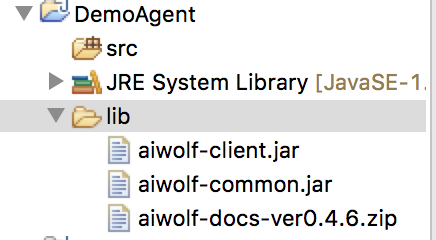 DemoAgent
src
JRE System Library [JavaSE-1.
lib
aiwolf-client.jar
aiwolf-common.jar
aiwolf-docs-ver0.4.6.zip